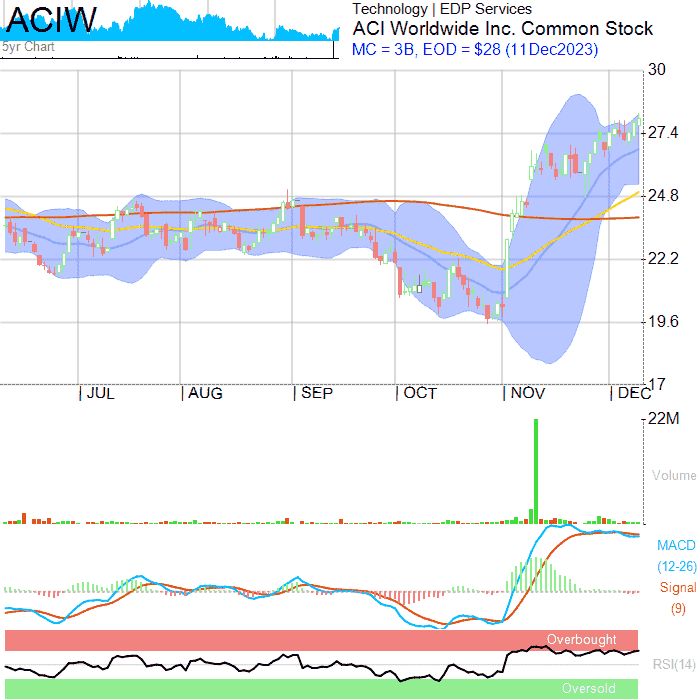 ACIW
5yr Chart
Technology | EDP Services
ACI Worldwide Inc. Common Stock
MC = 3B, EOD = $28 (11Dec2023)
30
27.4
24.8
22.2
19.6
17
JUL AUG SEP OCT NOV DEC
22M
Volume
MACD
(12-26)
Signal
(9)
Overbought
RSI(14)
Oversold